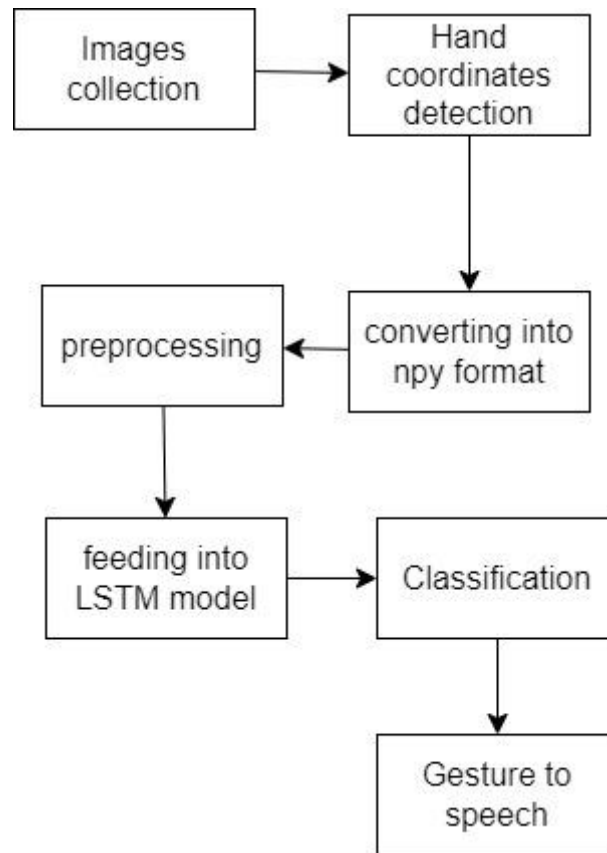 Images
collection
Hand
coordinates
detection
converting into
npy format
preprocessing
feeding into
LSTM model
Classification
Gesture to
speech